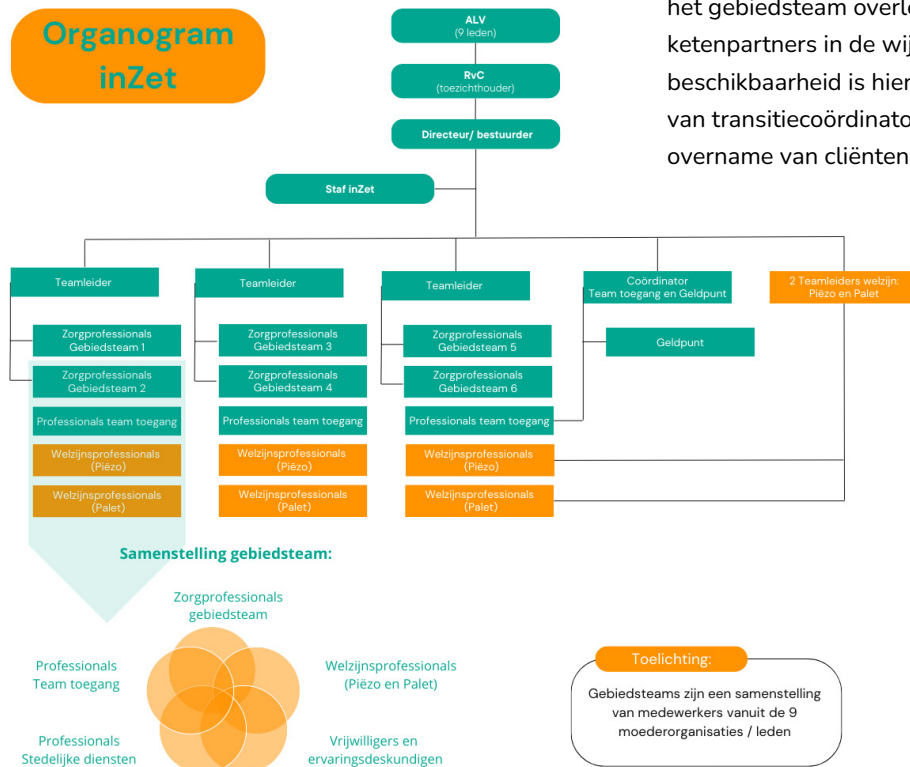 Organogram
inZet
het gebiedsteam
ketenpartners in de
beschikbaarheid is
van
overname van cliënten
ALV
(9 leden)
RvC
(toezichthouder)
Directeur/ bestuurder
Staf inZet
Teamleider
Teamleider
Teamleider
Coördinator
Team toegang en Geldpunt
2 Teamleiders welzijn:
Piëzo en Palet
Zorgprofessionals
Gebiedsteam 1
Zorgprofessionals
Gebiedsteam 3
Zorgprofessionals
Gebiedsteam 5
Geldpunt
Zorgprofessionals
Gebiedsteam 2
Zorgprofessionals
Gebiedsteam 4
Zorgprofessionals
Gebiedsteam 6
Professionals team toegang
Professionals team toegang
Professionals team toegang
Welzijnsprofessionals
(Piëzo)
Welzijnsprofessionals
(Piëzo)
Welzijnsprofessionals
(Piëzo)
Welzijnsprofessionals
(Palet)
Welzijnsprofessionals
(Palet)
Welzijnsprofessionals
(Palet)
Samenstelling gebiedsteam:
Zorgprofessionals
gebiedsteam
Professionals
Team toegang
Welzijnsprofessionals
(Piëzo en Palet)
Professionals
Stedelijke diensten
Vrijwilligers en
ervaringsdeskundigen
Toelichting:
Gebiedsteams zijn een samenstelling
van medewerkers vanuit de 9
moederorganisaties / leden